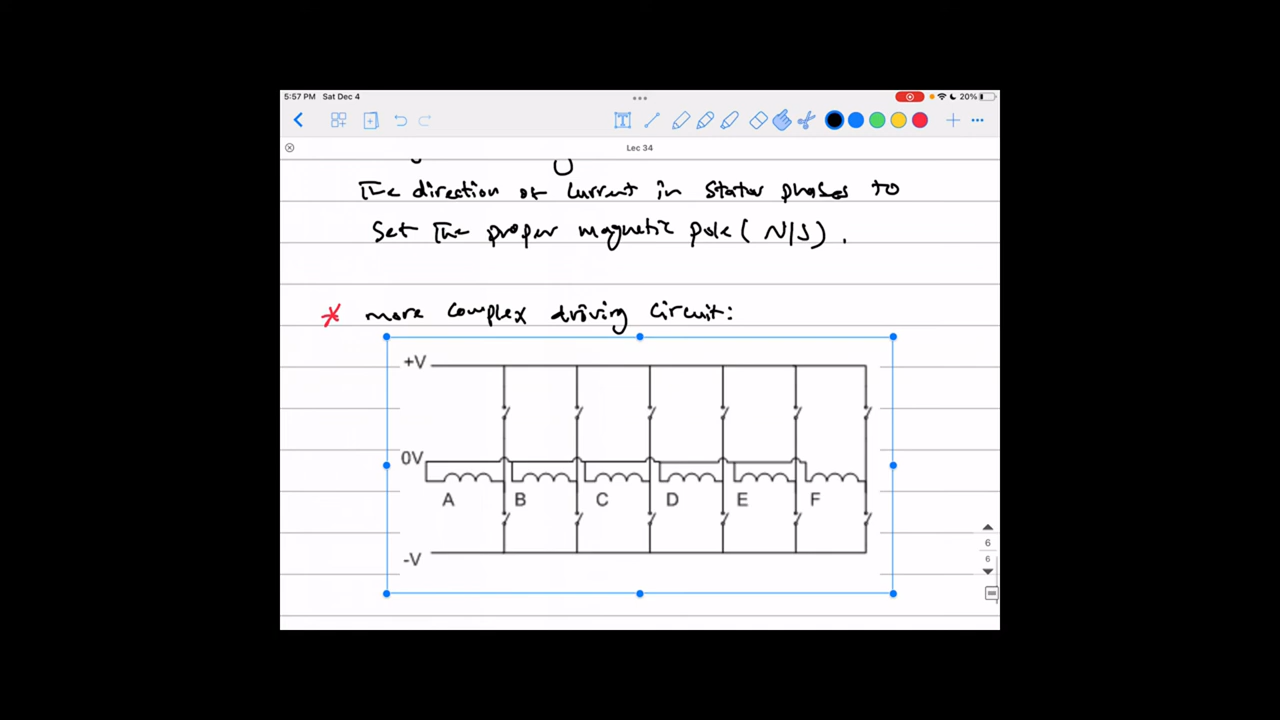 5:57 PM Sat Dec 4
20%
Lec 34
The direction of current in stator phases to
set the proper magnetic pole (N/S).
* more complex driving circuit:
+V
0V
A B C D E F
-V
6
6